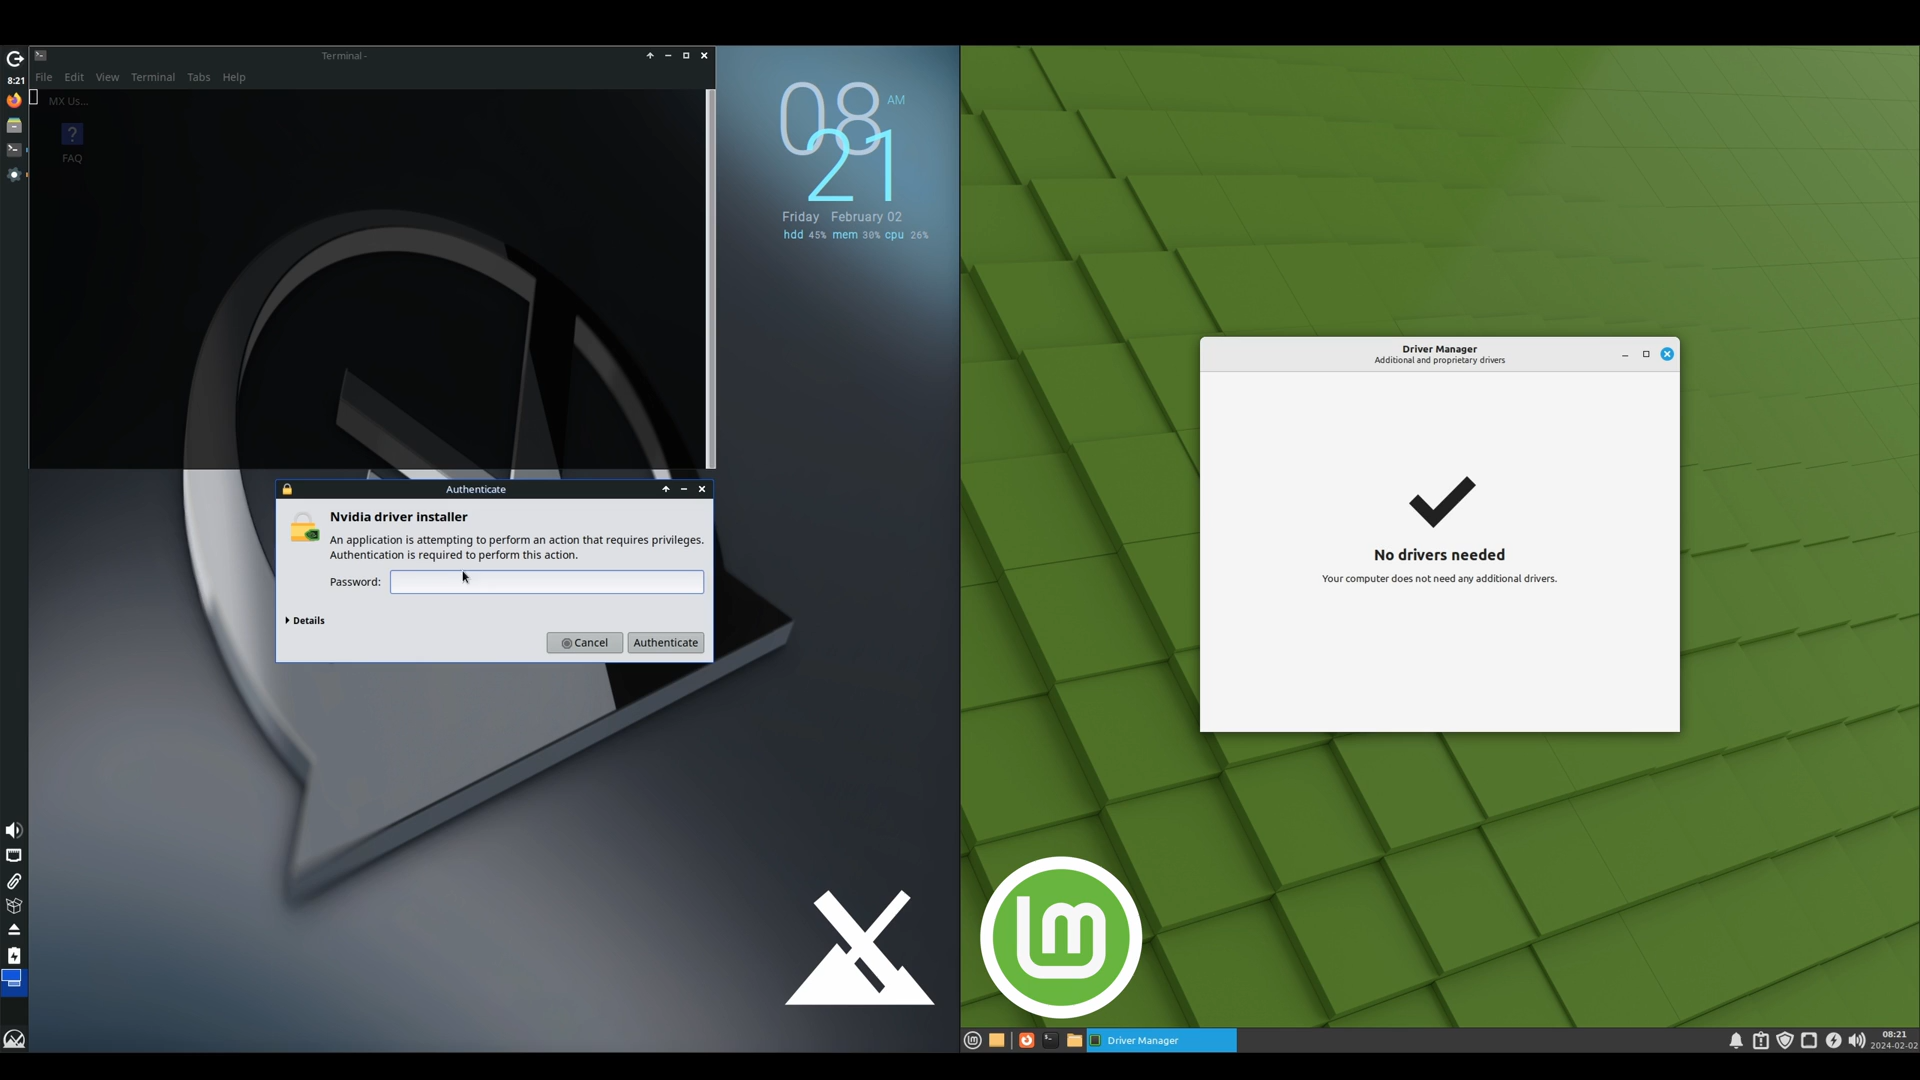 Terminal -
File Edit View Terminal Tabs Help
8:21
MX Us...
?
FAQ
08 AM
21
Friday February 02
hdd 45% mem 30% cpu 26%
Authenticate
Nvidia driver installer
An application is attempting to perform an action that requires privileges.
Authentication is required to perform this action.
Password:
Details
Cancel Authenticate
Driver Manager
Additional and proprietary drivers
No drivers needed
Your computer does not need any additional drivers.
lm
Driver Manager
08:21
2024-02-02